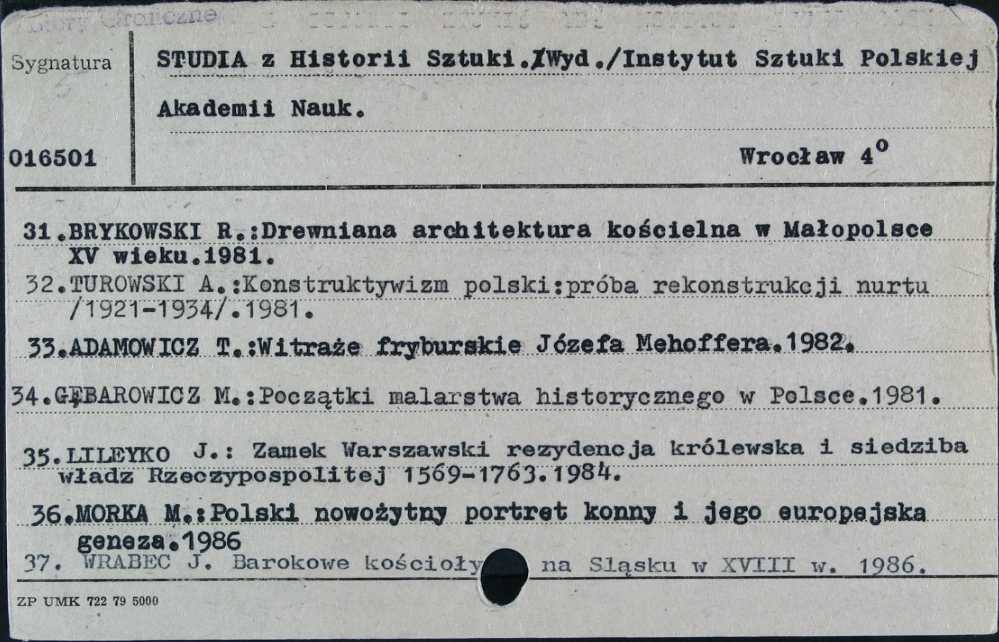 Sygnatura
STUDIA z Historii Sztuki./Wyd./Instytut Sztuki Polskiej
Akademii Nauk.
016501
Wrocław 4°
31.BRYKOWSKI R.:Drewniana architektura kościelna w Małopolsce
XV wieku.1981.
32.TUROWSKI A.:Konstruktywizm polski:próba rekonstrukcji nurtu
/1921-1934/.1981.
33.ADAMOWICZ T.:Witraże fryburskie Józefa Mehoffera.1982.
34.GĘBAROWICZ M.:Początki malarstwa historycznego w Polsce.1981.
35.LILEYKO J.: Zamek Warszawski rezydencja królewska i siedziba
władz Rzeczypospolitej 1569-1763.1984.
36.MORKA M.:Polski nowożytny portret konny i jego europejska
geneza.1986
37. WRABEC J. Barokowe kościoły na Sląsku w XVIII w. 1986.
ZP UMK 722 79 5000